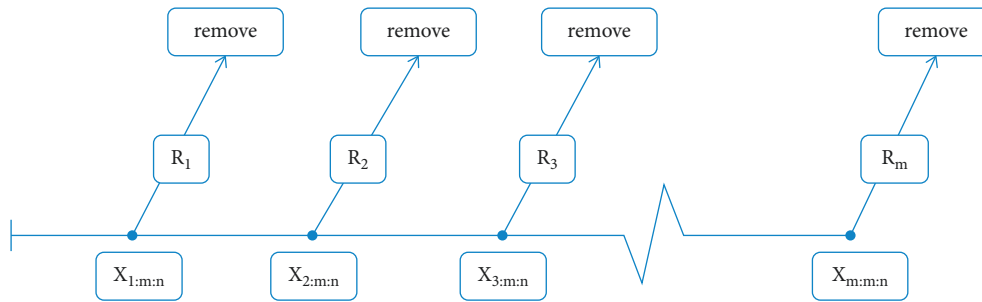 remove remove remove remove
R₁ R₂ R₃ Rₘ
X₁:ₘ:ₙ X₂:ₘ:ₙ X₃:ₘ:ₙ Xₘ:ₘ:ₙ